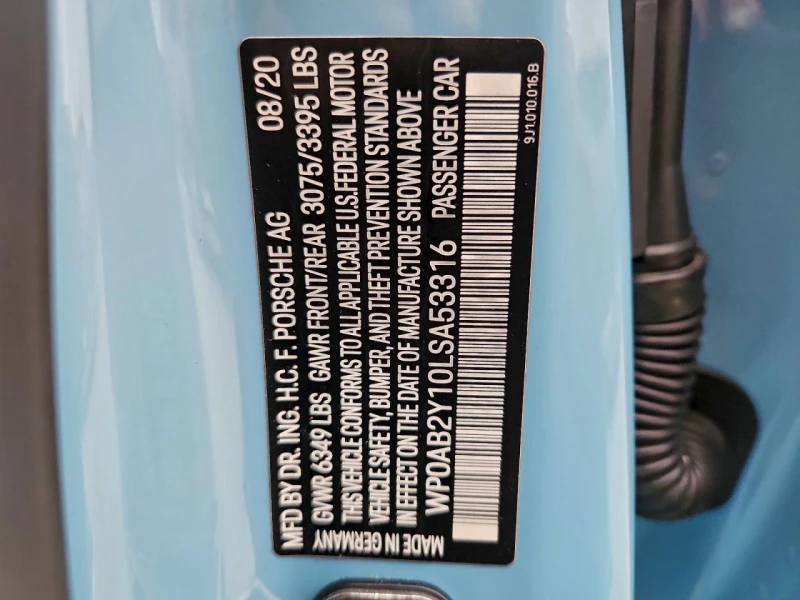 MFD BY DR. ING. H.C. F. PORSCHE AG 08/20
GVWR 6349 LBS GAWR FRONT/REAR 3075/3395 LBS
THIS VEHICLE CONFORMS TO ALL APPLICABLE U.S. FEDERAL MOTOR
VEHICLE SAFETY, BUMPER, AND THEFT PREVENTION STANDARDS
IN EFFECT ON THE DATE OF MANUFACTURE SHOWN ABOVE
WP0AB2Y10LSA53316 PASSENGER CAR
MADE IN GERMANY
9J1.010.016.B